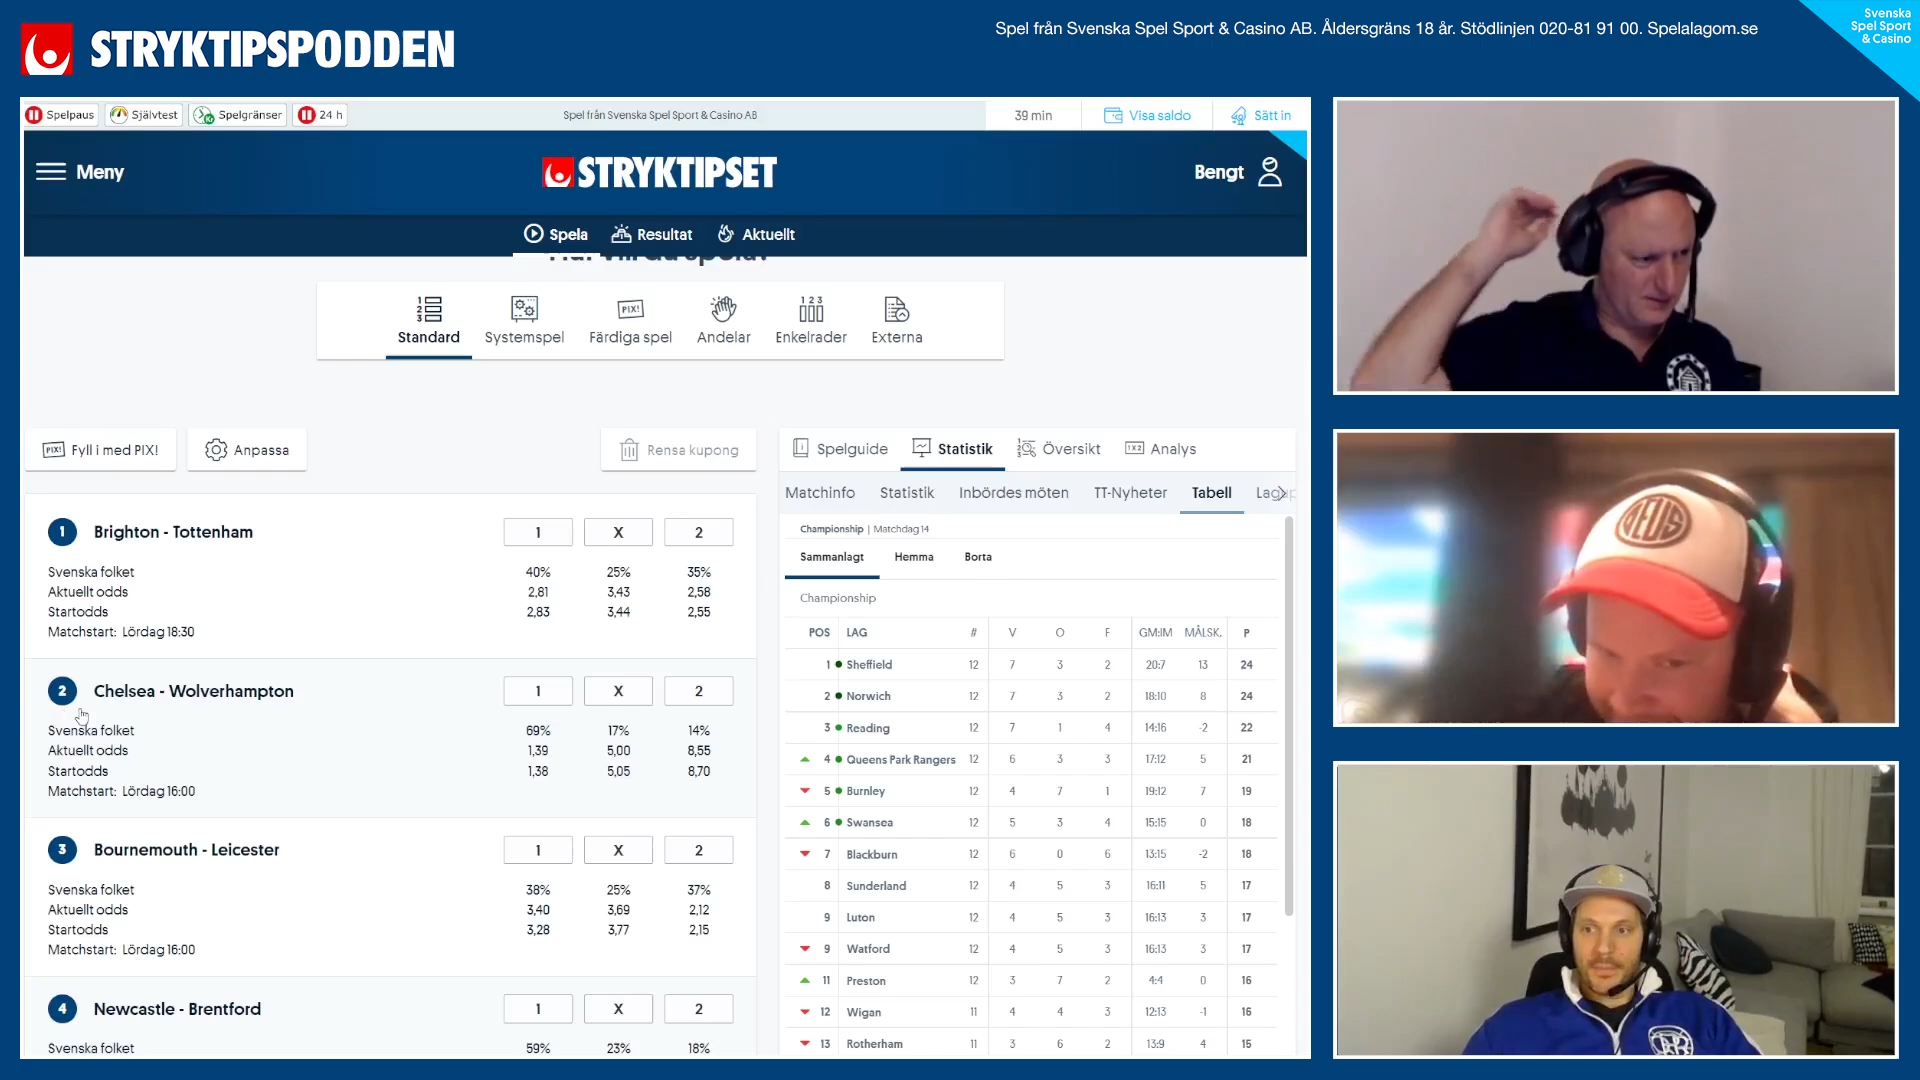 STRYKTIPSPODDEN
Spel från Svenska Spel Sport & Casino AB. Åldersgräns 18 år. Stödlinjen 020-81 91 00. Spelalagom.se
Svenska
Spel Sport
& Casino
Spelpaus
Självtest
Spelgränser
24 h
Spel från Svenska Spel Sport & Casino AB
39 min
Visa saldo
Sätt in
Meny
STRYKTIPSET
Bengt
Spela
Resultat
Aktuellt
Standard
Systemspel
PIX!
Färdiga spel
Andelar
Enkelrader
Externa
PIX! Fyll i med PIX!
Anpassa
Rensa kupong
1 Brighton - Tottenham 1 X 2
Svenska folket 40% 25% 35%
Aktuellt odds 2,81 3,43 2,58
Startodds 2,83 3,44 2,55
Matchstart: Lördag 18:30
2 Chelsea - Wolverhampton 1 X 2
Svenska folket 69% 17% 14%
Aktuellt odds 1,39 5,00 8,55
Startodds 1,38 5,05 8,70
Matchstart: Lördag 16:00
3 Bournemouth - Leicester 1 X 2
Svenska folket 38% 25% 37%
Aktuellt odds 3,40 3,69 2,12
Startodds 3,28 3,77 2,15
Matchstart: Lördag 16:00
4 Newcastle - Brentford 1 X 2
Svenska folket 59% 23% 18%
Spelguide Statistik Översikt Analys
Matchinfo Statistik Inbördes möten TT-Nyheter Tabell
Championship | Matchdag 14
Sammanlagt Hemma Borta
Championship
POS LAG # V O F GM:IM MÅLSK. P
1 Sheffield 12 7 3 2 20:7 13 24
2 Norwich 12 7 3 2 18:10 8 24
3 Reading 12 7 1 4 14:16 -2 22
4 Queens Park Rangers 12 6 3 3 17:12 5 21
5 Burnley 12 4 7 1 19:12 7 19
6 Swansea 12 5 3 4 15:15 0 18
7 Blackburn 12 6 0 6 13:15 -2 18
8 Sunderland 12 4 5 3 16:11 5 17
9 Luton 12 4 5 3 16:13 3 17
9 Watford 12 4 5 3 16:13 3 17
11 Preston 12 3 7 2 4:4 0 16
12 Wigan 11 4 4 3 12:13 -1 16
13 Rotherham 11 3 6 2 13:9 4 15
DEUS